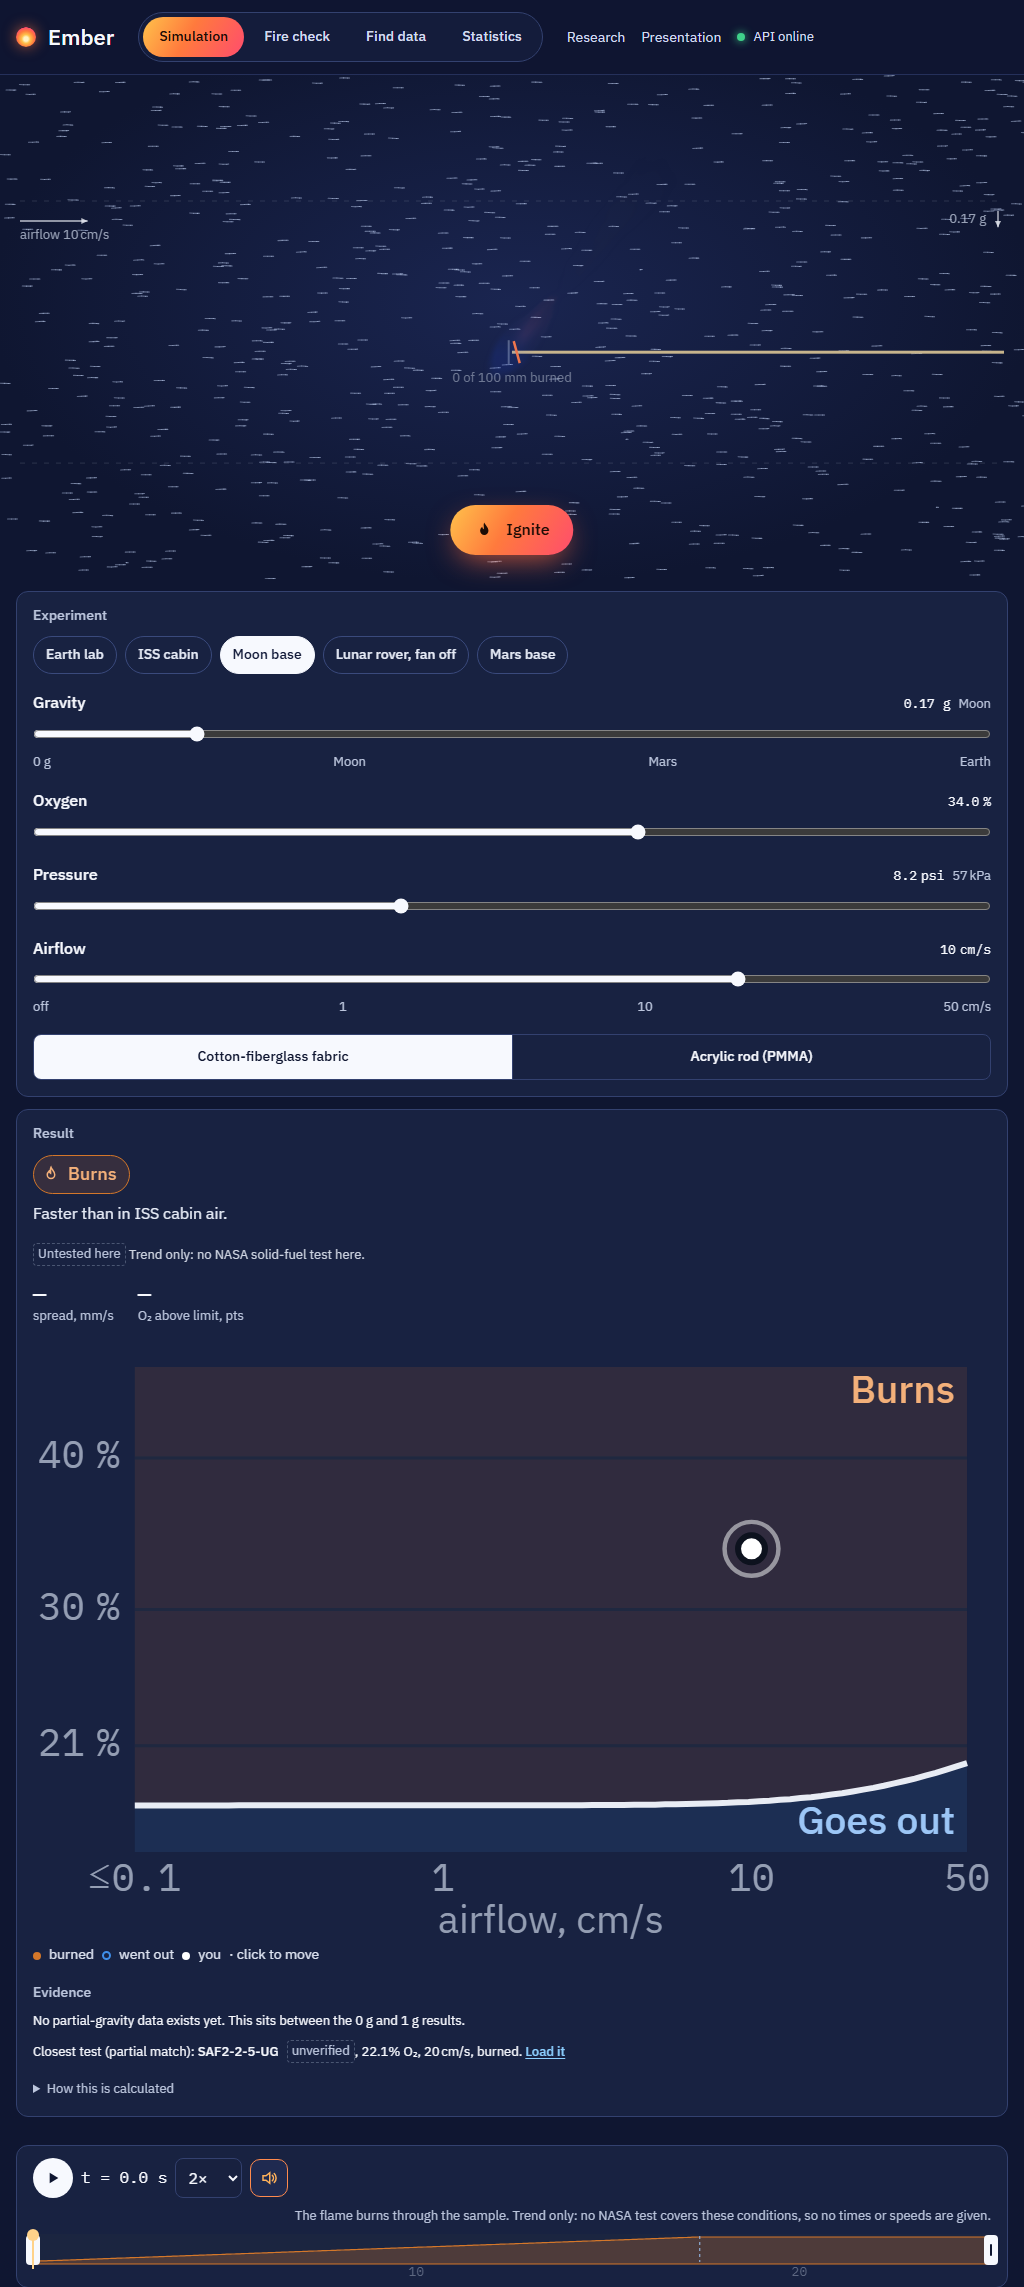 Ember
Simulation Fire check Find data Statistics Research Presentation API online
airflow 10 cm/s
0.17 g
0 of 100 mm burned
Ignite
Experiment
Earth lab ISS cabin Moon base Lunar rover, fan off Mars base
Gravity 0.17 g Moon
0 g Moon Mars Earth
Oxygen 34.0 %
Pressure 8.2 psi 57 kPa
Airflow 10 cm/s
off 1 10 50 cm/s
Cotton-fiberglass fabric Acrylic rod (PMMA)
Result
Burns
Faster than in ISS cabin air.
Untested here Trend only: no NASA solid-fuel test here.
— —
spread, mm/s O₂ above limit, pts
Burns
40 %
30 %
21 %
Goes out
≤0.1 1 10 50
airflow, cm/s
burned went out you · click to move
Evidence
No partial-gravity data exists yet. This sits between the 0 g and 1 g results.
Closest test (partial match): SAF2-2-5-UG unverified, 22.1% O₂, 20 cm/s, burned. Load it
How this is calculated
t = 0.0 s 2×
The flame burns through the sample. Trend only: no NASA test covers these conditions, so no times or speeds are given.
10 20